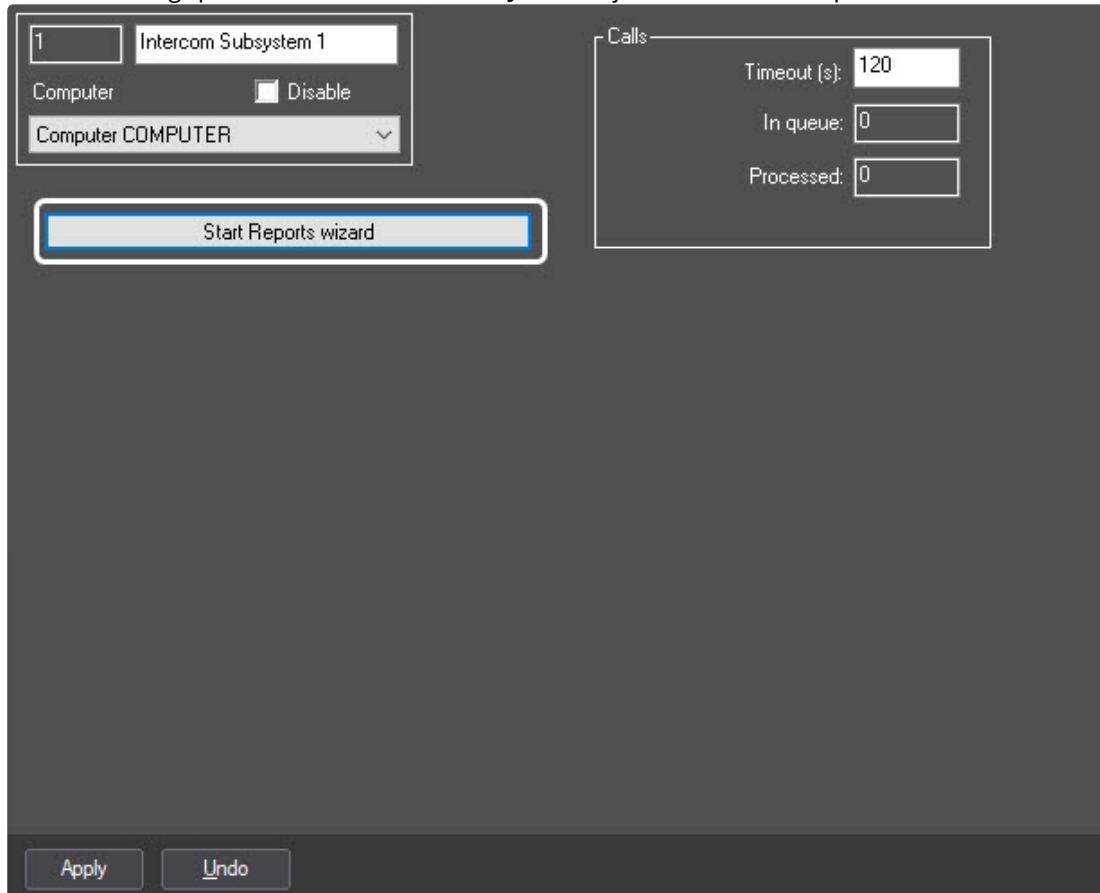 1
Intercom Subsystem 1
Computer
Disable
Computer COMPUTER
Start Reports wizard
Calls
Timeout (s): 120
In queue: 0
Processed: 0
Apply
Undo